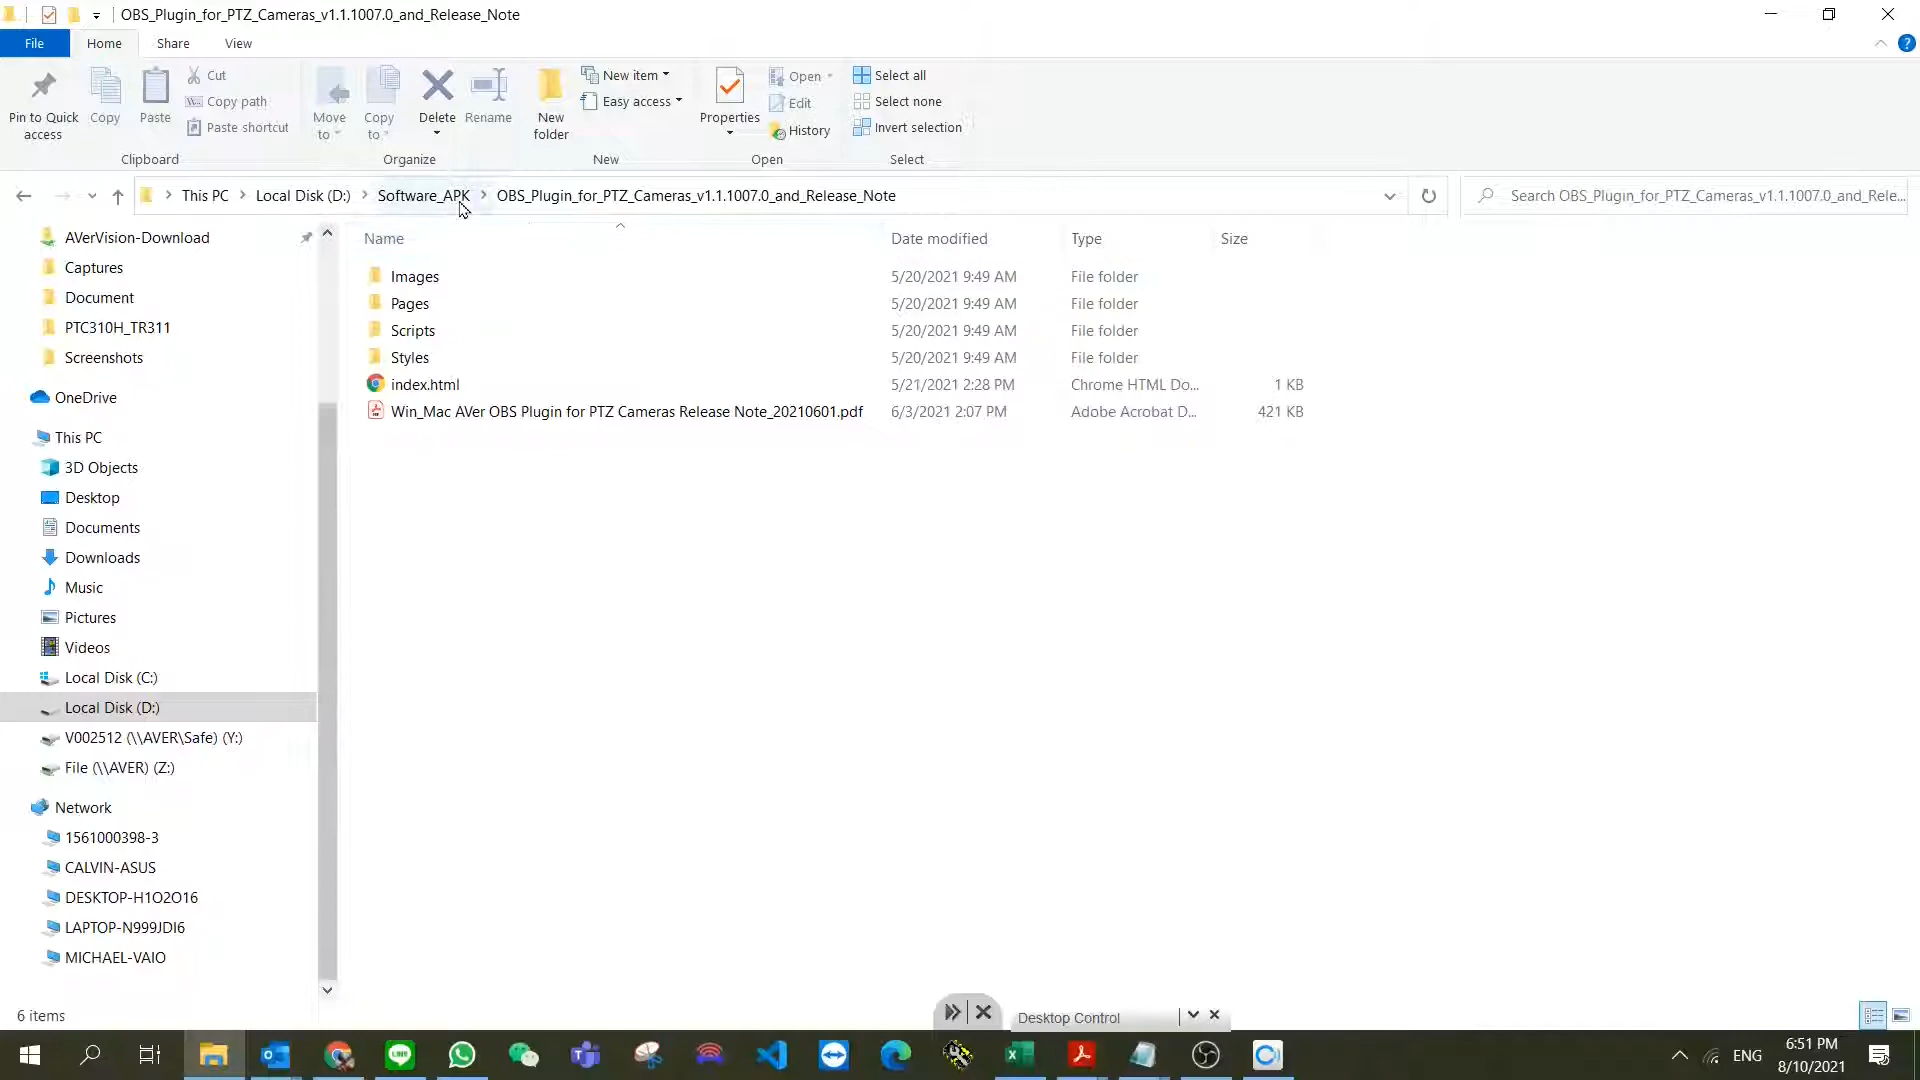 OBS_Plugin_for_PTZ_Cameras_v1.1.1007.0_and_Release_Note
File Home Share View
Pin to Quick access
Copy
Paste
Cut
Copy path
Paste shortcut
Clipboard
Move to
Copy to
Delete
Rename
Organize
New folder
New item
Easy access
New
Properties
Open
Edit
History
Open
Select all
Select none
Invert selection
Select
This PC Local Disk (D:) Software_APK OBS_Plugin_for_PTZ_Cameras_v1.1.1007.0_and_Release_Note
Search OBS_Plugin_for_PTZ_Cameras_v1.1.1007.0_and_Rele...
AVerVision-Download
Captures
Document
PTC310H_TR311
Screenshots
OneDrive
This PC
3D Objects
Desktop
Documents
Downloads
Music
Pictures
Videos
Local Disk (C:)
Local Disk (D:)
V002512 (\\AVER\Safe) (Y:)
File (\\AVER) (Z:)
Network
1561000398-3
CALVIN-ASUS
DESKTOP-H1O2O16
LAPTOP-N999JDI6
MICHAEL-VAIO
Name Date modified Type Size
Images 5/20/2021 9:49 AM File folder
Pages 5/20/2021 9:49 AM File folder
Scripts 5/20/2021 9:49 AM File folder
Styles 5/20/2021 9:49 AM File folder
index.html 5/21/2021 2:28 PM Chrome HTML Do... 1 KB
Win_Mac AVer OBS Plugin for PTZ Cameras Release Note_20210601.pdf 6/3/2021 2:07 PM Adobe Acrobat D... 421 KB
6 items
Desktop Control
ENG
6:51 PM
8/10/2021